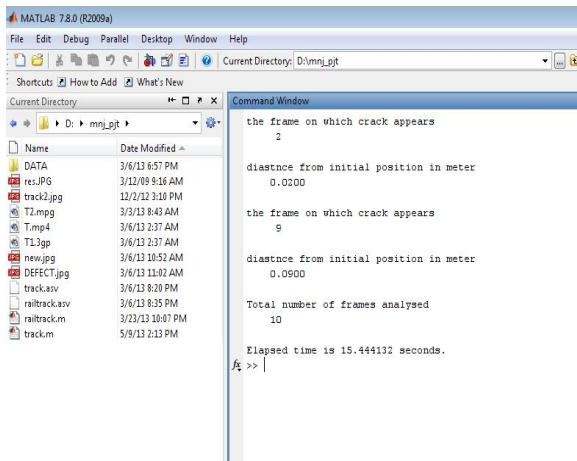 MATLAB 7.8.0 (R2009a)
File Edit Debug Parallel Desktop Window Help
Current Directory: D:\mnj_pjt
Shortcuts How to Add What's New
Current Directory
D: mnj_pjt
Name Date Modified
DATA 3/6/13 6:57 PM
res.JPG 3/12/09 9:16 AM
track2.jpg 12/2/12 3:10 PM
T2.mpg 3/3/13 8:43 AM
T.mp4 3/6/13 2:37 AM
T1.3gp 3/6/13 2:37 AM
new.jpg 3/6/13 10:52 AM
DEFECT.jpg 3/6/13 11:02 AM
track.asv 3/6/13 8:20 PM
railtrack.asv 3/6/13 8:35 PM
railtrack.m 3/23/13 10:07 PM
track.m 5/9/13 2:13 PM
Command Window
the frame on which crack appears
2
diastnce from initial position in meter
0.0200
the frame on which crack appears
9
diastnce from initial position in meter
0.0900
Total number of frames analysed
10
Elapsed time is 15.444132 seconds.
fx >>